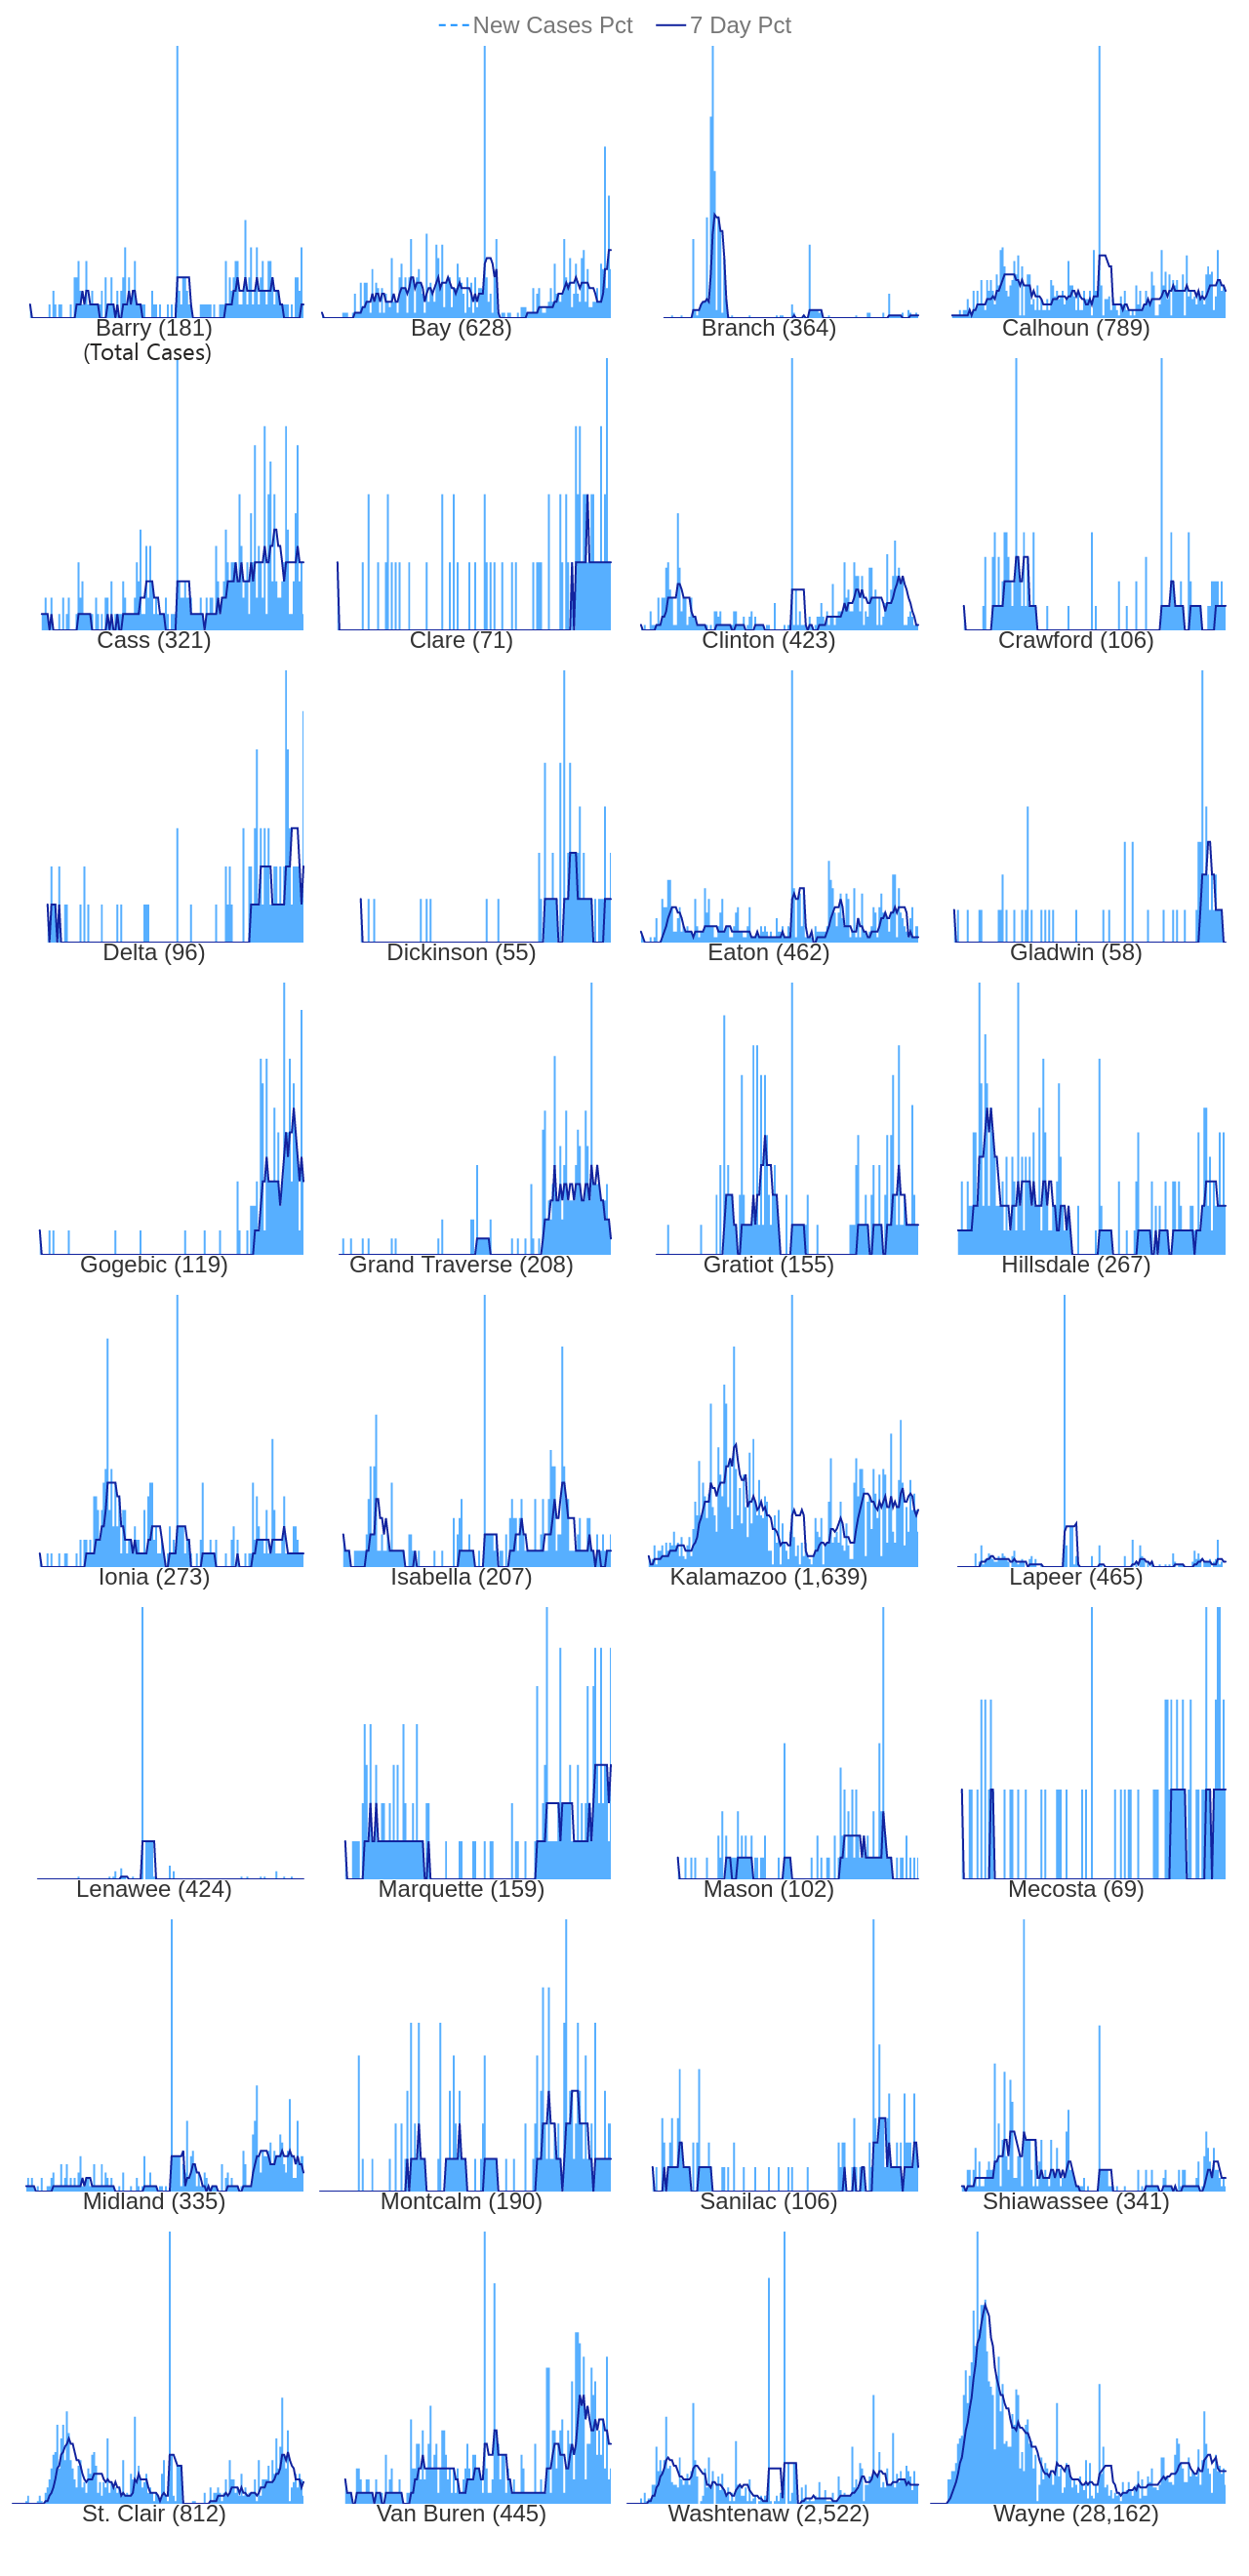 New Cases Pct 7 Day Pct
Barry (181) Bay (628) Branch (364) Calhoun (789)
(Total Cases)
Cass (321) Clare (71) Clinton (423) Crawford (106)
Delta (96) Dickinson (55) Eaton (462) Gladwin (58)
Gogebic (119) Grand Traverse (208) Gratiot (155) Hillsdale (267)
Ionia (273) Isabella (207) Kalamazoo (1,639) Lapeer (465)
Lenawee (424) Marquette (159) Mason (102) Mecosta (69)
Midland (335) Montcalm (190) Sanilac (106) Shiawassee (341)
St. Clair (812) Van Buren (445) Washtenaw (2,522) Wayne (28,162)